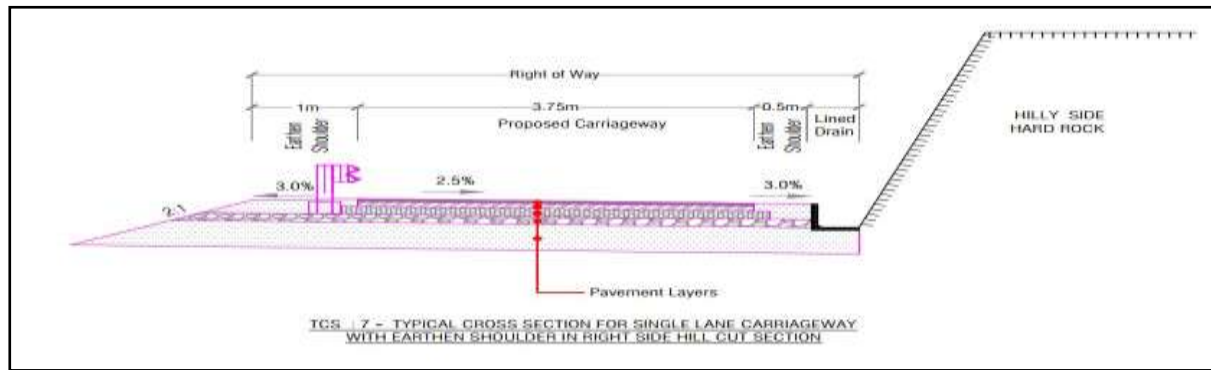 Right of Way
1m
3.75m
0.5m
Lined
Drain
Earthen
Shoulder
Proposed Carriageway
Earthen
Shoulder
HILLY SIDE
HARD ROCK
3.0%
2.5%
3.0%
2:1
Pavement Layers
TCS : 7 - TYPICAL CROSS SECTION FOR SINGLE LANE CARRIAGEWAY
WITH EARTHEN SHOULDER IN RIGHT SIDE HILL CUT SECTION